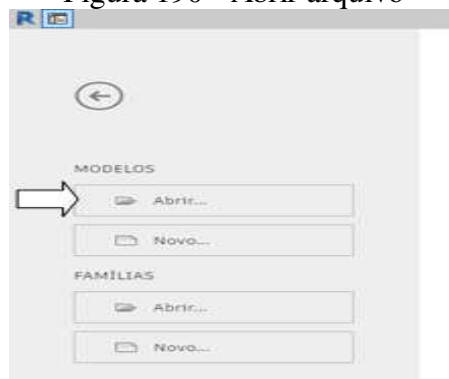 Figura 190 - Abrir arquivo
R
MODELOS
Abrir...
Novo...
FAMÍLIAS
Abrir...
Novo...